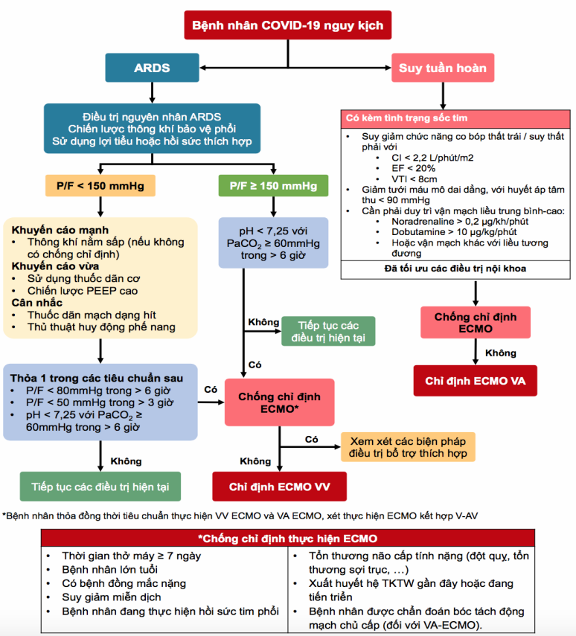 Bệnh nhân COVID-19 nguy kịch
ARDS
Suy tuần hoàn
Điều trị nguyên nhân ARDS
Chiến lược thông khí bảo vệ phổi
Sử dụng lợi tiểu hoặc hồi sức thích hợp
Có kèm tình trạng sốc tim
• Suy giảm chức năng co bóp thất trái / suy thất
phải với
• CI < 2,2 L/phút/m2
• EF < 20%
• VTI < 8cm
• Giảm tưới máu mô dai dẳng, với huyết áp tâm
thu < 90 mmHg
• Cần phải duy trì vận mạch liều trung bình-cao:
• Noradrenaline > 0,2 µg/kh/phút
• Dobutamine > 10 µg/kg/phút
• Hoặc vận mạch khác với liều tương
đương
Đã tối ưu các điều trị nội khoa
P/F < 150 mmHg
P/F ≥ 150 mmHg
Khuyến cáo mạnh
• Thông khí nằm sấp (nếu không
có chống chỉ định)
Khuyến cáo vừa
• Sử dụng thuốc dãn cơ
• Chiến lược PEEP cao
Cân nhắc
• Thuốc dãn mạch dạng hít
• Thủ thuật huy động phế nang
pH < 7,25 với
PaCO₂ ≥ 60mmHg
trong > 6 giờ
Không
Tiếp tục các
điều trị hiện tại
Có
Chống chỉ định
ECMO
Không
Chỉ định ECMO VA
Thỏa 1 trong các tiêu chuẩn sau
• P/F < 80mmHg trong > 6 giờ
• P/F < 50 mmHg trong > 3 giờ
• pH < 7,25 với PaCO₂ ≥
60mmHg trong > 6 giờ
Có
Chống chỉ định
ECMO*
Có
Xem xét các biện pháp
điều trị bổ trợ thích hợp
Không
Không
Tiếp tục các điều trị hiện tại
Chỉ định ECMO VV
*Bệnh nhân thỏa đồng thời tiêu chuẩn thực hiện VV ECMO và VA ECMO, xét thực hiện ECMO kết hợp V-AV
*Chống chỉ định thực hiện ECMO
• Thời gian thở máy ≥ 7 ngày
• Bệnh nhân lớn tuổi
• Có bệnh đồng mắc nặng
• Suy giảm miễn dịch
• Bệnh nhân đang thực hiện hồi sức tim phổi
• Tổn thương não cấp tính nặng (đột quỵ, tổn
thương sợi trục, …)
• Xuất huyết hệ TKTW gần đây hoặc đang
tiến triển
• Bệnh nhân được chẩn đoán bóc tách động
mạch chủ cấp (đối với VA-ECMO).